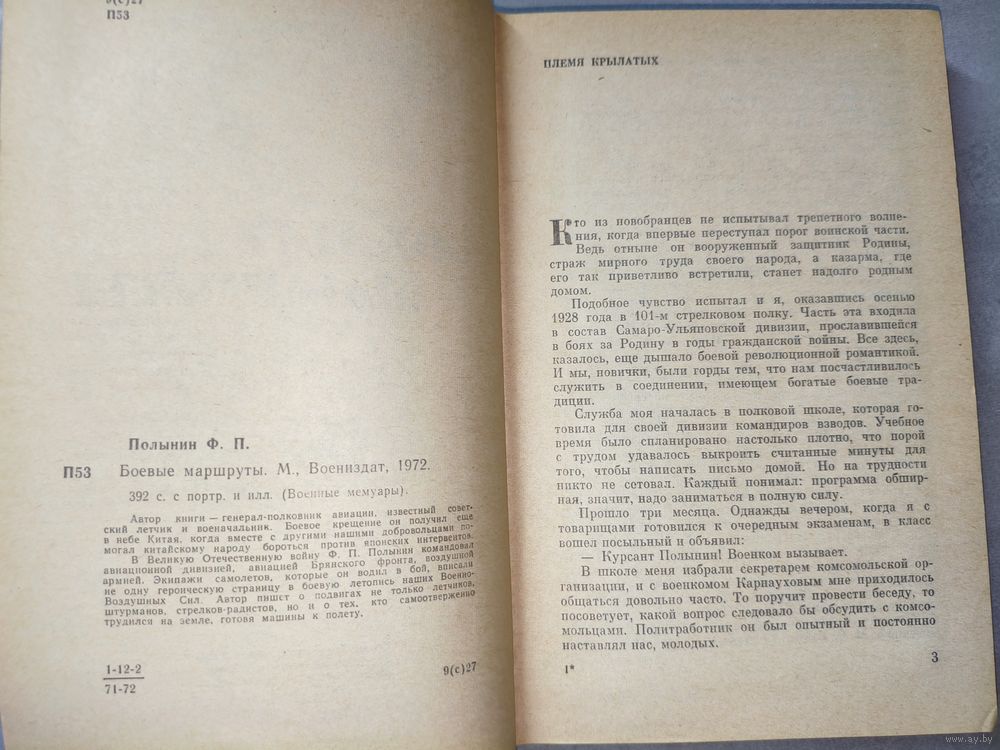 9(с)27
П53
Полынин Ф. П.
П53 Боевые маршруты. М., Воениздат, 1972.
392 с. с портр. и илл. (Военные мемуары).
Автор книги — генерал-полковник авиации, известный совет-
ский летчик и военачальник. Боевое крещение он получил еще
в небе Китая, когда вместе с другими нашими добровольцами по-
могал китайскому народу бороться против японских интервентов.
В Великую Отечественную войну Ф. П. Полынин командовал
авиационной дивизией, авиацией Брянского фронта, воздушной
армией. Экипажи самолетов, которые он водил в бой, вписали
не одну героическую страницу в боевую летопись наших Военно-
Воздушных Сил. Автор пишет о подвигах не только летчиков,
штурманов, стрелков-радистов, но и о тех, кто самоотверженно
трудился на земле, готовя машины к полету.
1-12-2
71-72
9(с)27
ПЛЕМЯ КРЫЛАТЫХ
Кто из новобранцев не испытывал трепетного волне-
ния, когда впервые переступал порог воинской части.
Ведь отныне он вооруженный защитник Родины,
страж мирного труда своего народа, а казарма, где
его так приветливо встретили, станет надолго родным
домом.
Подобное чувство испытал и я, оказавшись осенью
1928 года в 101-м стрелковом полку. Часть эта входила
в состав Самаро-Ульяновской дивизии, прославившейся
в боях за Родину в годы гражданской войны. Все здесь,
казалось, еще дышало боевой революционной романтикой.
И мы, новички, были горды тем, что нам посчастливилось
служить в соединении, имеющем богатые боевые тра-
диции.
Служба моя началась в полковой школе, которая го-
товила для своей дивизии командиров взводов. Учебное
время было спланировано настолько плотно, что порой
с трудом удавалось выкроить считанные минуты для
того, чтобы написать письмо домой. Но на трудности
никто не сетовал. Каждый понимал: программа обшир-
ная, значит, надо заниматься в полную силу.
Прошло три месяца. Однажды вечером, когда я с
товарищами готовился к очередным экзаменам, в класс
вошел посыльный и объявил:
— Курсант Полынин! Военком вызывает.
В школе меня избрали секретарем комсомольской ор-
ганизации, и с военкомом Карпауховым мне приходилось
общаться довольно часто. То поручит провести беседу, то
посоветует, какой вопрос следовало бы обсудить с комсо-
мольцами. Политработник он был опытный и постоянно
наставлял нас, молодых.
1*
3
www.ay.by